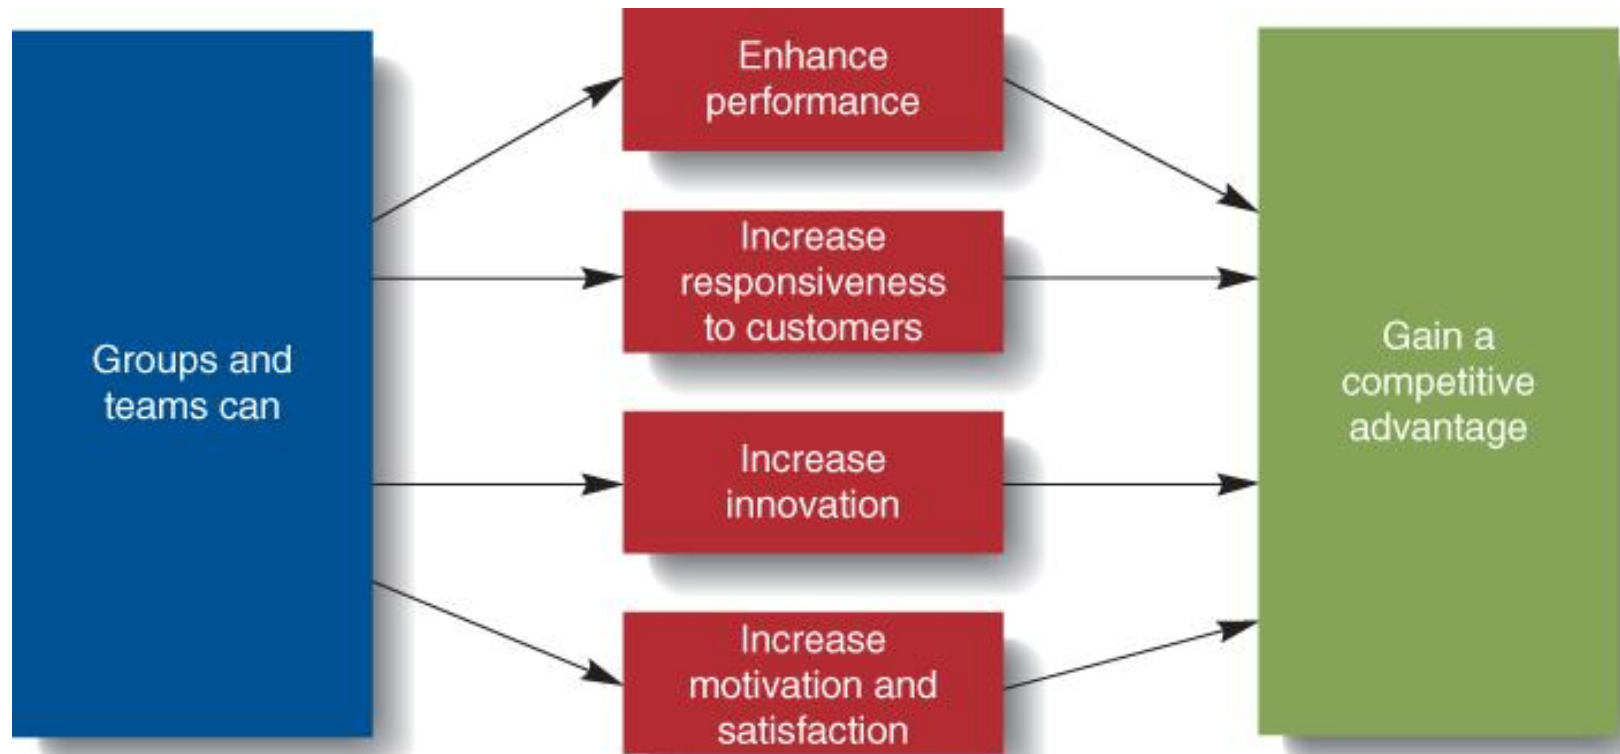 Groups and
teams can
Enhance
performance
Increase
responsiveness
to customers
Increase
innovation
Increase
motivation and
satisfaction
Gain a
competitive
advantage